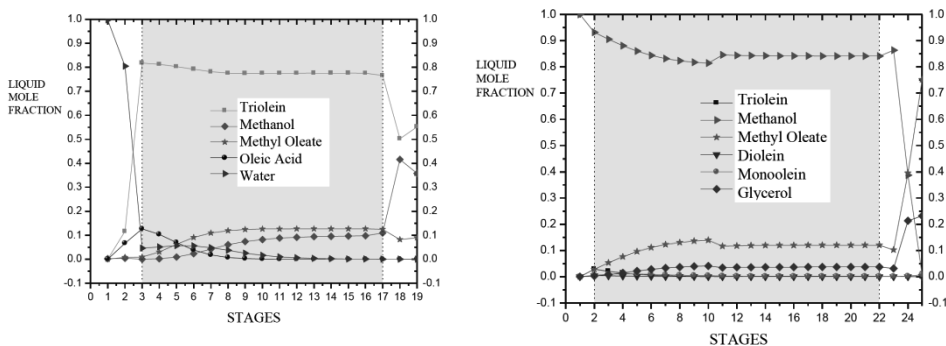 1.0
0.9
0.8
0.7
0.6
0.5
0.4
0.3
0.2
0.1
0.0
-0.1
LIQUID
MOLE
FRACTION
Triolein
Methanol
Methyl Oleate
Oleic Acid
Water
1.0
0.9
0.8
0.7
0.6
0.5
0.4
0.3
0.2
0.1
0.0
-0.1
0 1 2 3 4 5 6 7 8 9 10 11 12 13 14 15 16 17 18 19
STAGES
1.0
0.9
0.8
0.7
0.6
0.5
0.4
0.3
0.2
0.1
0.0
-0.1
LIQUID
MOLE
FRACTION
Triolein
Methanol
Methyl Oleate
Diolein
Monoolein
Glycerol
1.0
0.9
0.8
0.7
0.6
0.5
0.4
0.3
0.2
0.1
0.0
-0.1
0 2 4 6 8 10 12 14 16 18 20 22 24
STAGES